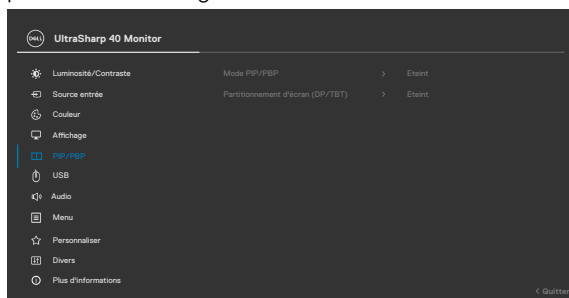 DELL UltraSharp 40 Monitor
Luminosité/Contraste Mode PIP/PBP > Eteint
Source entrée Partitionnement d'écran (DP/TBT) > Eteint
Couleur
Affichage
PIP/PBP
USB
Audio
Menu
Personnaliser
Divers
Plus d'informations
< Quitter